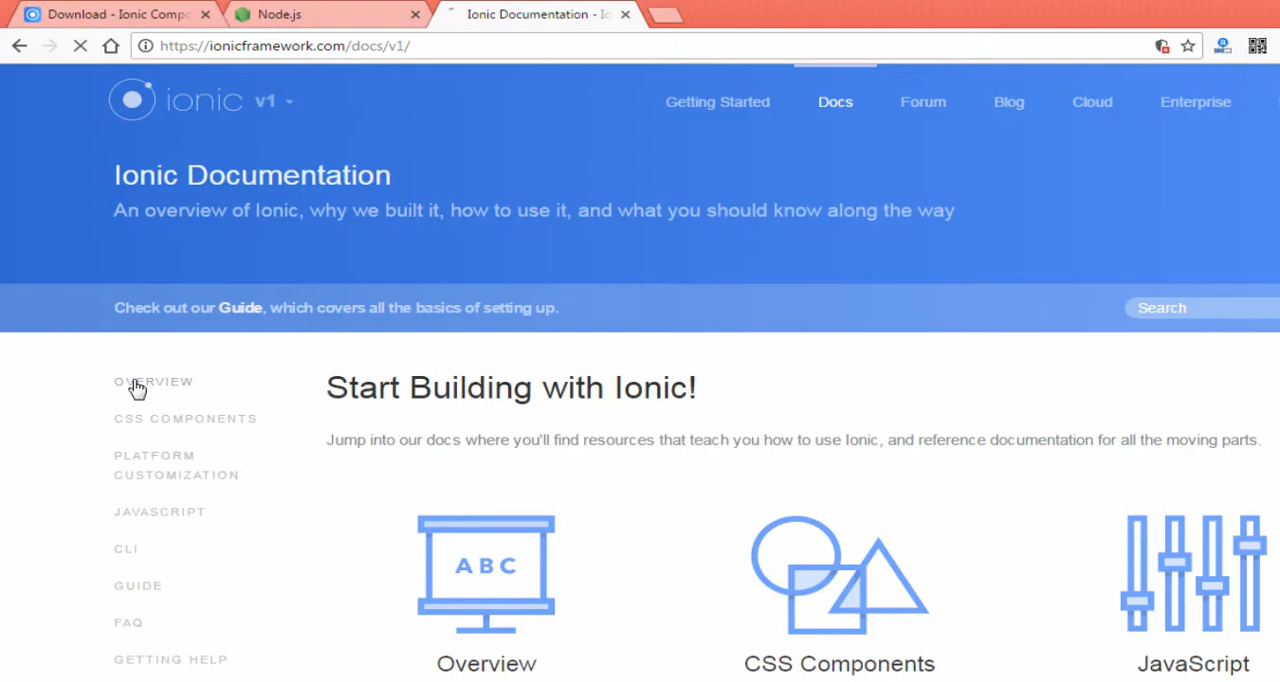 Download - Ionic Comp
Node.js
Ionic Documentation - Io
https://ionicframework.com/docs/v1/
ionic v1
Getting Started
Docs
Forum
Blog
Cloud
Enterprise
Ionic Documentation
An overview of Ionic, why we built it, how to use it, and what you should know along the way
Check out our Guide, which covers all the basics of setting up.
Search
OVERVIEW
CSS COMPONENTS
PLATFORM
CUSTOMIZATION
JAVASCRIPT
CLI
GUIDE
FAQ
GETTING HELP
Start Building with Ionic!
Jump into our docs where you'll find resources that teach you how to use Ionic, and reference documentation for all the moving parts.
ABC
Overview
CSS Components
JavaScript